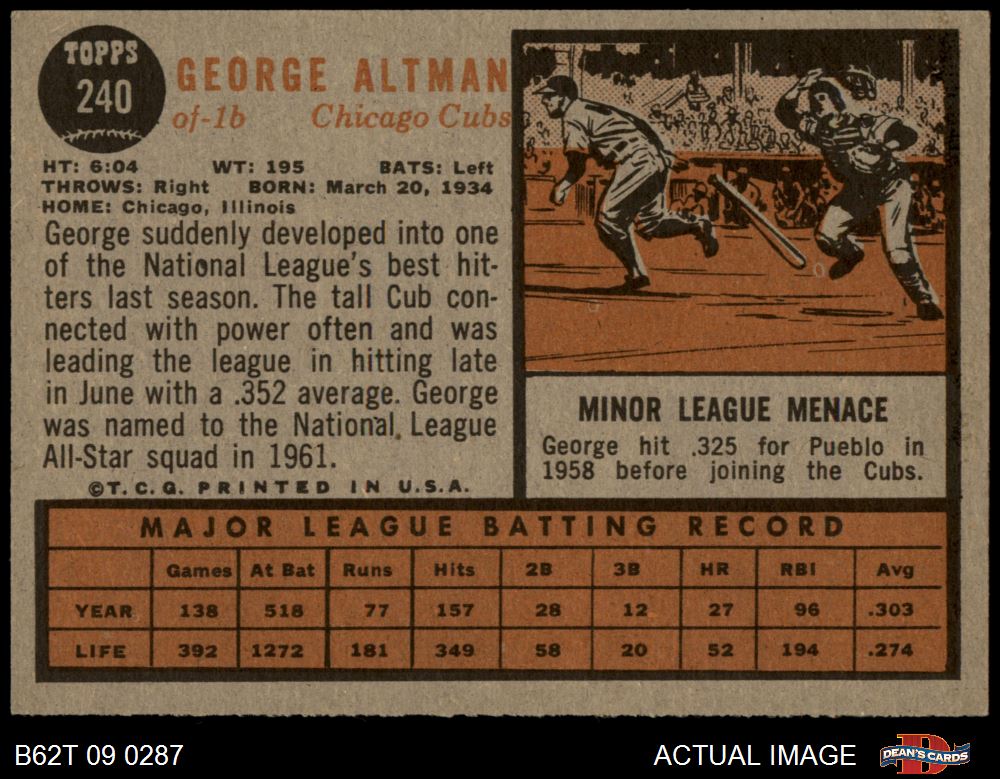 TOPPS
240
GEORGE ALTMAN
of-1b Chicago Cubs
HT: 6:04 WT: 195 BATS: Left
THROWS: Right BORN: March 20, 1934
HOME: Chicago, Illinois
George suddenly developed into one
of the National League's best hit-
ters last season. The tall Cub con-
nected with power often and was
leading the league in hitting late
in June with a .352 average. George
was named to the National League
All-Star squad in 1961.
©T.C.G. PRINTED IN U.S.A.
MINOR LEAGUE MENACE
George hit .325 for Pueblo in
1958 before joining the Cubs.
MAJOR LEAGUE BATTING RECORD
Games At Bat Runs Hits 2B 3B HR RBI Avg
YEAR 138 518 77 157 28 12 27 96 .303
LIFE 392 1272 181 349 58 20 52 194 .274
B62T 09 0287 ACTUAL IMAGE DEAN'S CARDS